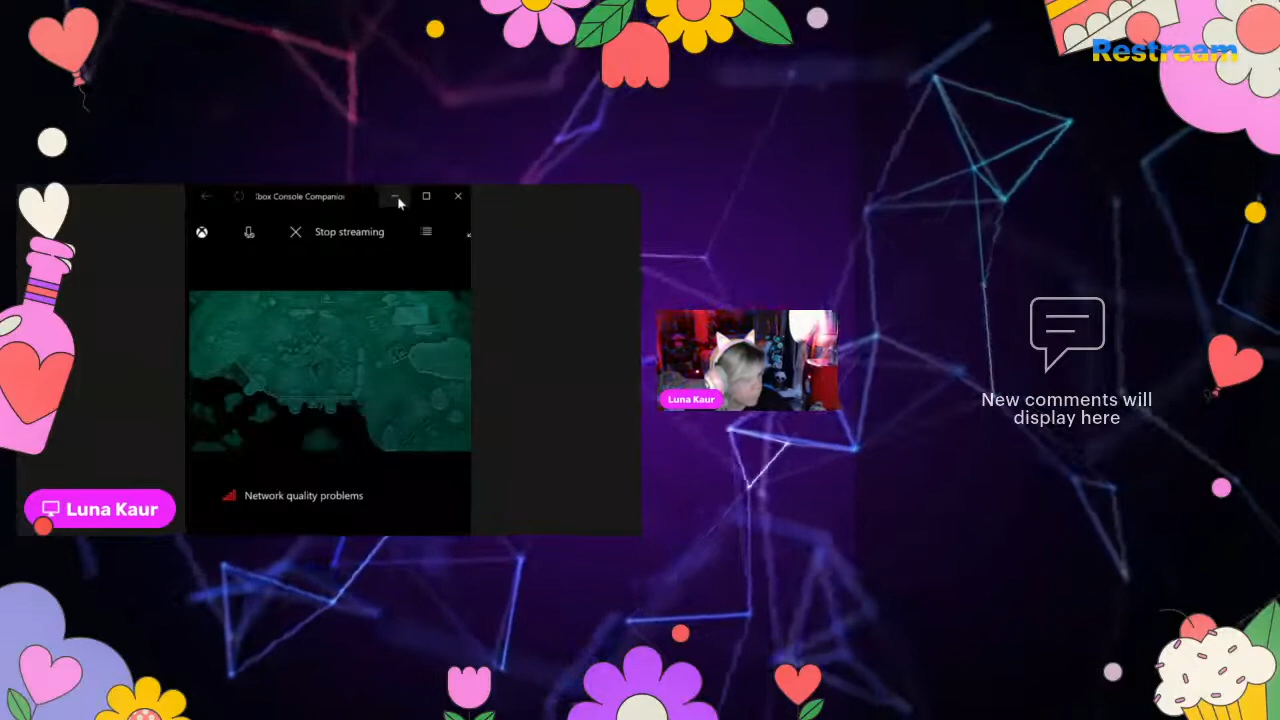 Restream
Xbox Console Companion
Stop streaming
Network quality problems
Luna Kaur
Luna Kaur
New comments will
display here